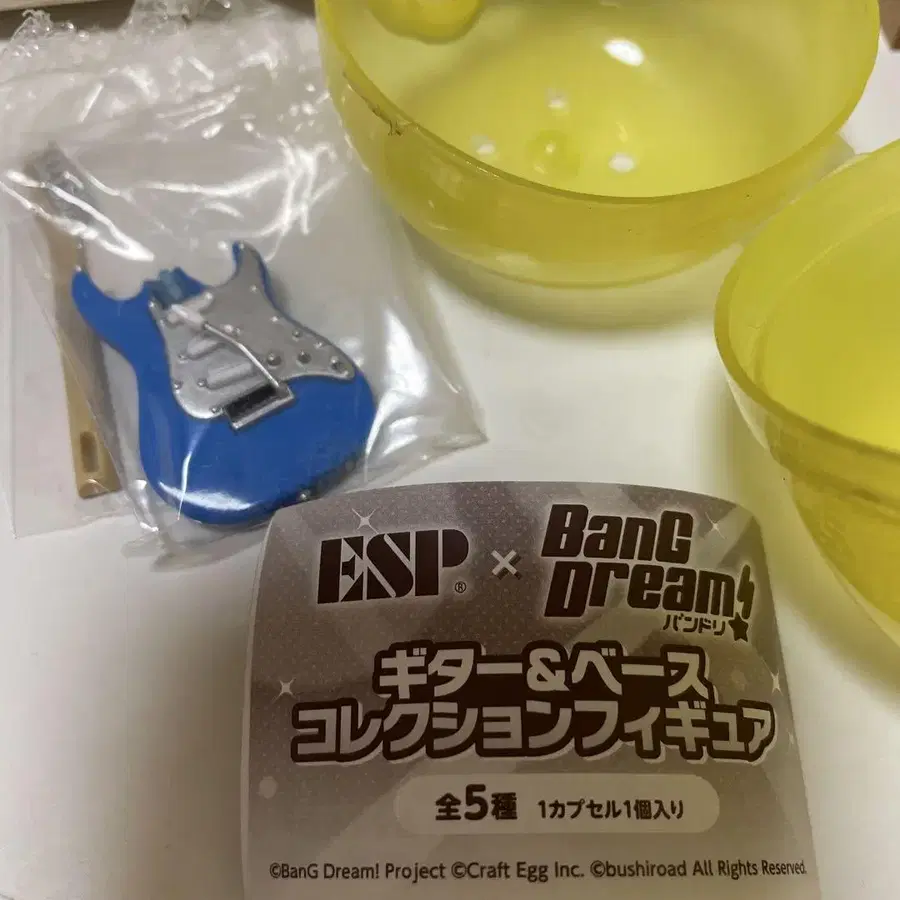 ESP® × BanG Dream!
バンドリ
ギター&ベース
コレクションフィギュア
全5種 1カプセル1個入り
©BanG Dream! Project ©Craft Egg Inc. ©bushiroad All Rights Reserved.